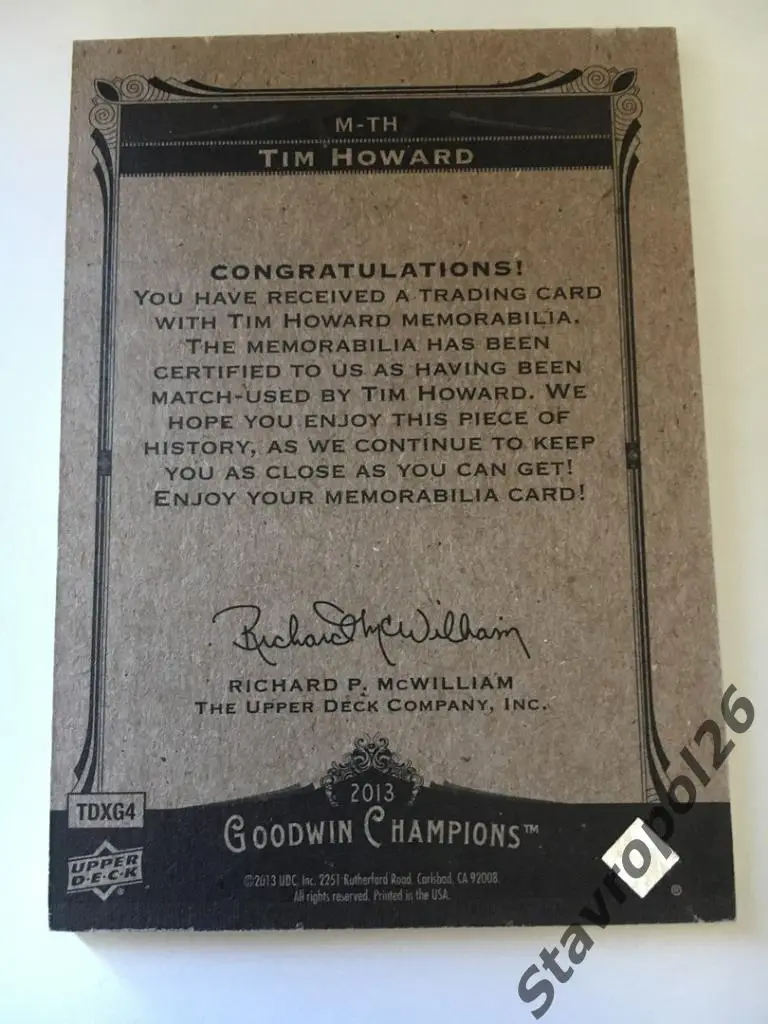 M-TH
TIM HOWARD
CONGRATULATIONS!
YOU HAVE RECEIVED A TRADING CARD
WITH TIM HOWARD MEMORABILIA.
THE MEMORABILIA HAS BEEN
CERTIFIED TO US AS HAVING BEEN
MATCH-USED BY TIM HOWARD. WE
HOPE YOU ENJOY THIS PIECE OF
HISTORY, AS WE CONTINUE TO KEEP
YOU AS CLOSE AS YOU CAN GET!
ENJOY YOUR MEMORABILIA CARD!
Richard McWilliam
RICHARD P. MCWILLIAM
THE UPPER DECK COMPANY, INC.
2013
GOODWIN CHAMPIONS™
TDXG4
UPPER
D·E·C·K
®
©2013 UDC, Inc. 2251 Rutherford Road, Carlsbad, CA 92008.
All rights reserved. Printed in the USA.
®
Stavropol26